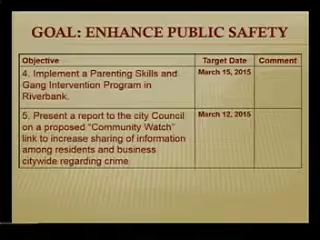 GOAL: ENHANCE PUBLIC SAFETY
Objective Target Date Comment
4. Implement a Parenting Skills and March 15, 2015
Gang Intervention Program in
Riverbank.
5. Present a report to the city Council March 12, 2015
on a proposed “Community Watch”
link to increase sharing of information
among residents and business
citywide regarding crime